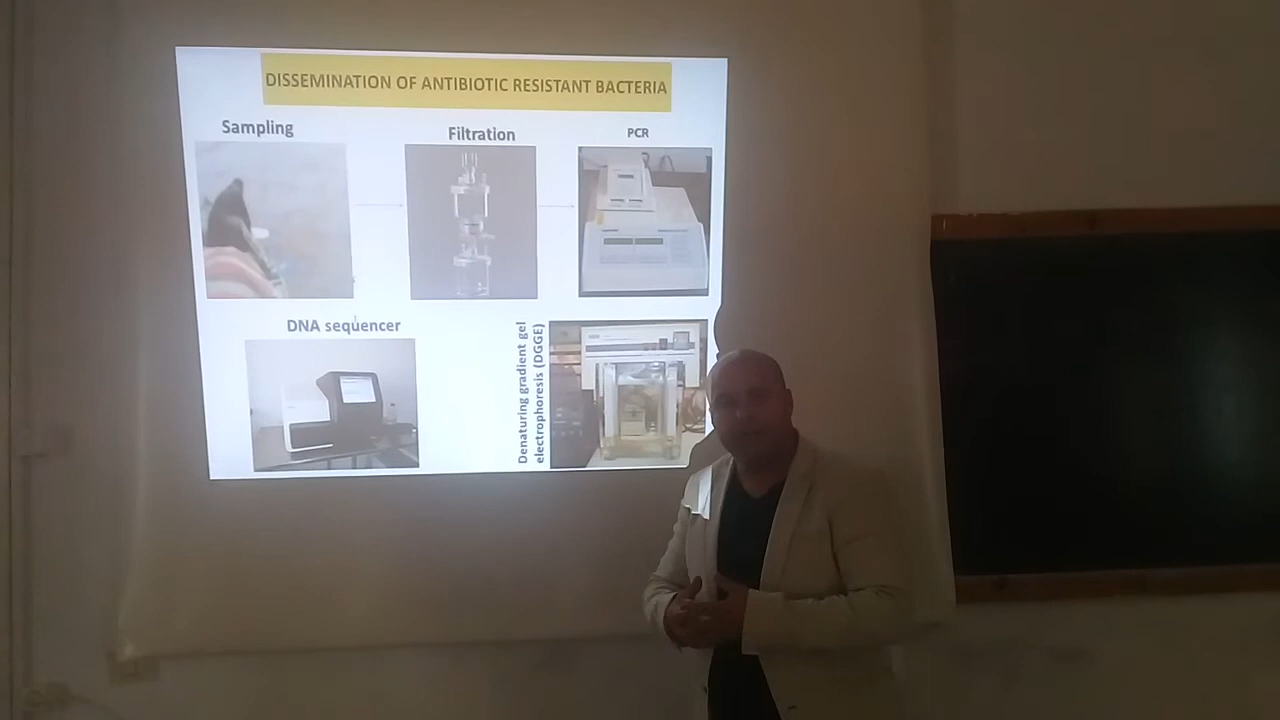 DISSEMINATION OF ANTIBIOTIC RESISTANT BACTERIA
Sampling
Filtration
PCR
DNA sequencer
Denaturing gradient gel
electrophoresis (DGGE)